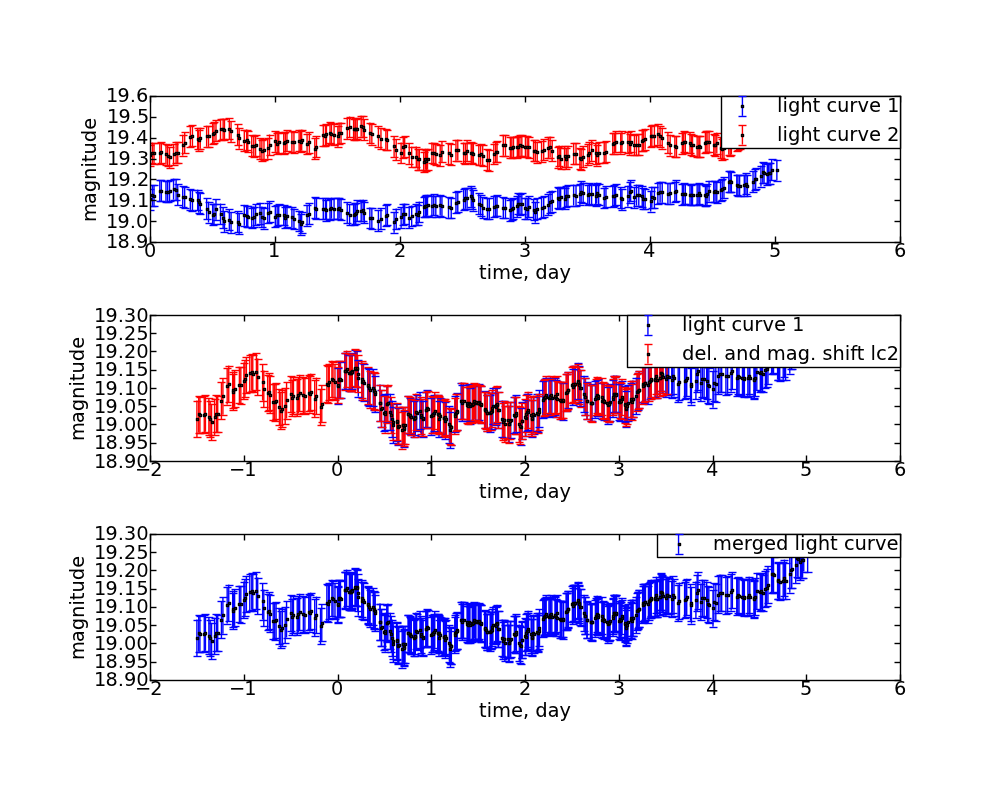 19.6
19.5
19.4
19.3
19.2
19.1
19.0
18.9
magnitude
light curve 1
light curve 2
0 1 2 3 4 5 6
time, day
19.30
19.25
19.20
19.15
19.10
19.05
19.00
18.95
18.90
magnitude
light curve 1
del. and mag. shift lc2
−2 −1 0 1 2 3 4 5 6
time, day
19.30
19.25
19.20
19.15
19.10
19.05
19.00
18.95
18.90
magnitude
merged light curve
−2 −1 0 1 2 3 4 5 6
time, day